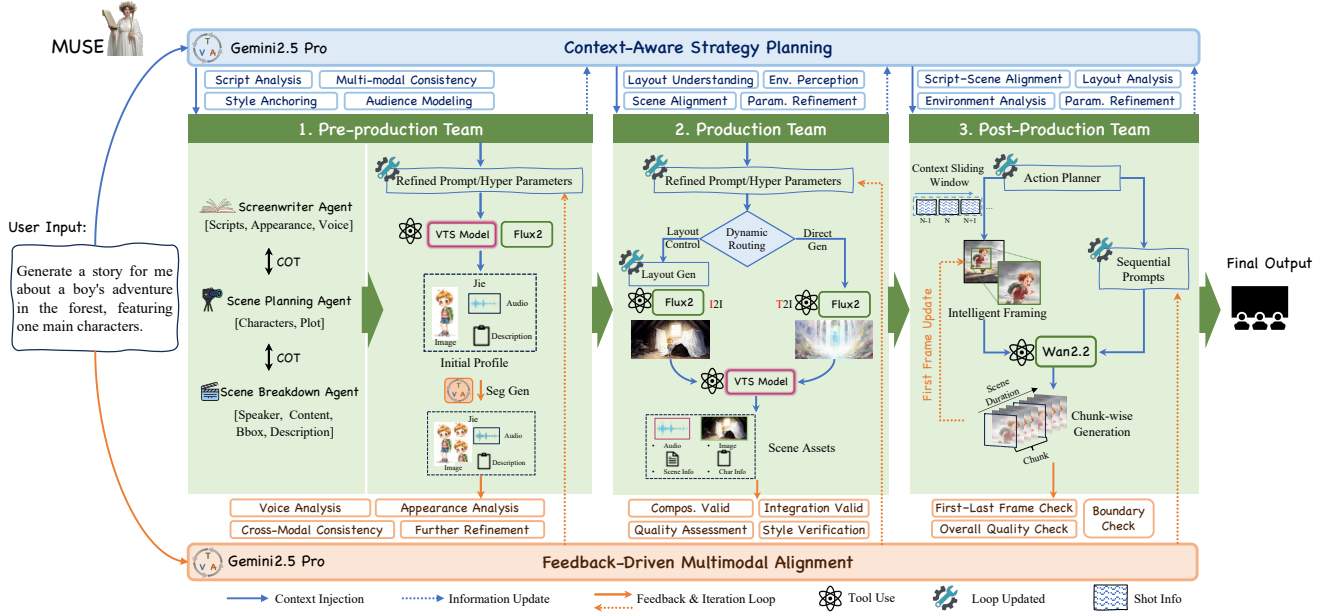 MUSE
T
V A
Gemini2.5 Pro
Context-Aware Strategy Planning
Script Analysis
Multi-modal Consistency
Style Anchoring
Audience Modeling
Layout Understanding
Env. Perception
Scene Alignment
Param. Refinement
Script-Scene Alignment
Layout Analysis
Environment Analysis
Param. Refinement
User Input:
Generate a story for me
about a boy's adventure
in the forest, featuring
one main characters.
1. Pre-production Team
Screenwriter Agent
[Scripts, Appearance, Voice]
COT
Scene Planning Agent
[Characters, Plot]
COT
Scene Breakdown Agent
[Speaker, Content,
Bbox, Description]
Refined Prompt/Hyper Parameters
VTS Model
Flux2
Jie
Audio
Image
Description
Initial Profile
T
V A
Seg Gen
Jie
Audio
Image
Description
2. Production Team
Refined Prompt/Hyper Parameters
Layout
Control
Dynamic
Routing
Direct
Gen
Layout Gen
Flux2
I2I
T2I
Flux2
VTS Model
• Audio
• Image
• Scene Info
• Char Info
Scene Assets
3. Post-Production Team
Context Sliding
Window
...
N-1 N N+1
Action Planner
Sequential
Prompts
Intelligent Framing
First Frame Update
Wan2.2
Scene
Duration
Chunk-wise
Generation
Chunk
Final Output
Voice Analysis
Appearance Analysis
Cross-Modal Consistency
Further Refinement
Compos. Valid
Integration Valid
Quality Assessment
Style Verification
First-Last Frame Check
Overall Quality Check
Boundary
Check
T
V A
Gemini2.5 Pro
Feedback-Driven Multimodal Alignment
Context Injection
Information Update
Feedback & Iteration Loop
Tool Use
Loop Updated
Shot Info